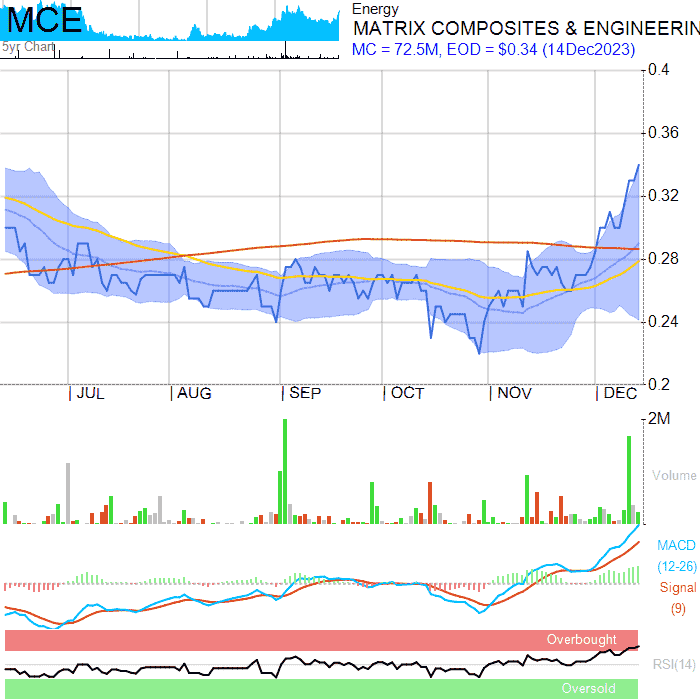 MCE
5yr Chart
Energy
MATRIX COMPOSITES & ENGINEERIN
MC = 72.5M, EOD = $0.34 (14Dec2023)
0.4
0.36
0.32
0.28
0.24
0.2
JUL AUG SEP OCT NOV DEC
2M
Volume
MACD
(12-26)
Signal
(9)
Overbought
RSI(14)
Oversold